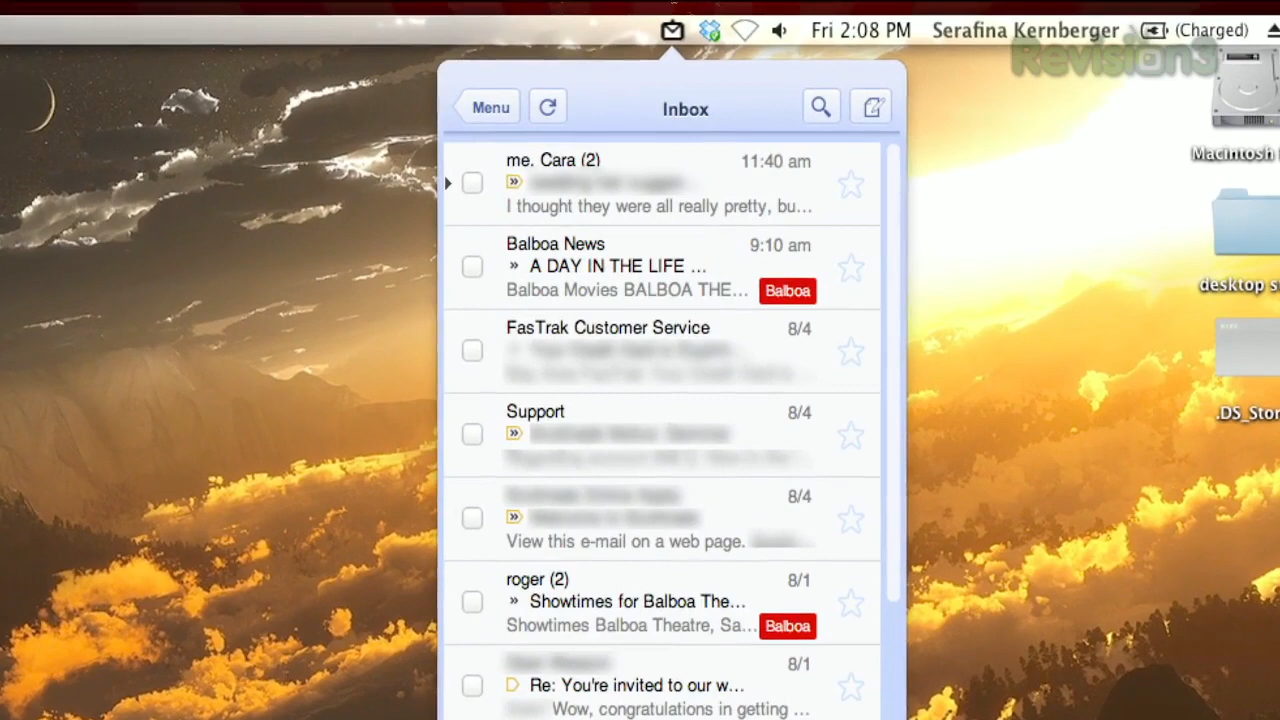 Fri 2:08 PM Serafina Kernberger (Charged)
Revision3
Menu Inbox
Macintosh
me, Cara (2) 11:40 am
I thought they were all really pretty, bu…
Balboa News 9:10 am
» A DAY IN THE LIFE …
Balboa Movies BALBOA THE… Balboa
desktop s
FasTrak Customer Service 8/4
Support 8/4
.DS_Stor
8/4
View this e-mail on a web page.
roger (2) 8/1
» Showtimes for Balboa The…
Showtimes Balboa Theatre, Sa… Balboa
8/1
Re: You're invited to our w…
Wow, congratulations in getting …